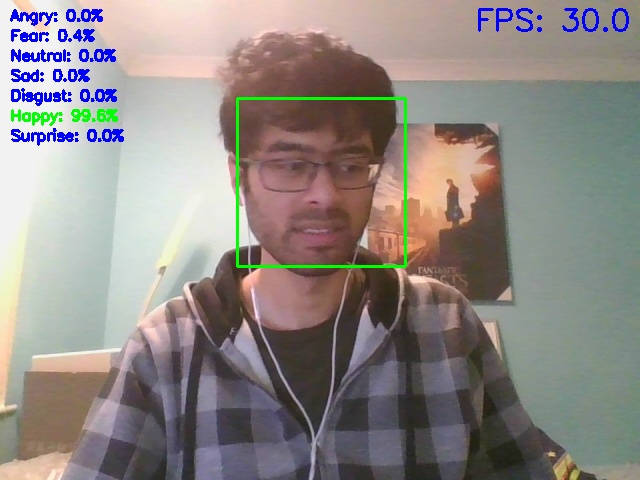 Angry: 0.0%
Fear: 0.4%
Neutral: 0.0%
Sad: 0.0%
Disgust: 0.0%
Happy: 99.6%
Surprise: 0.0%
FPS: 30.0
FANTASTIC